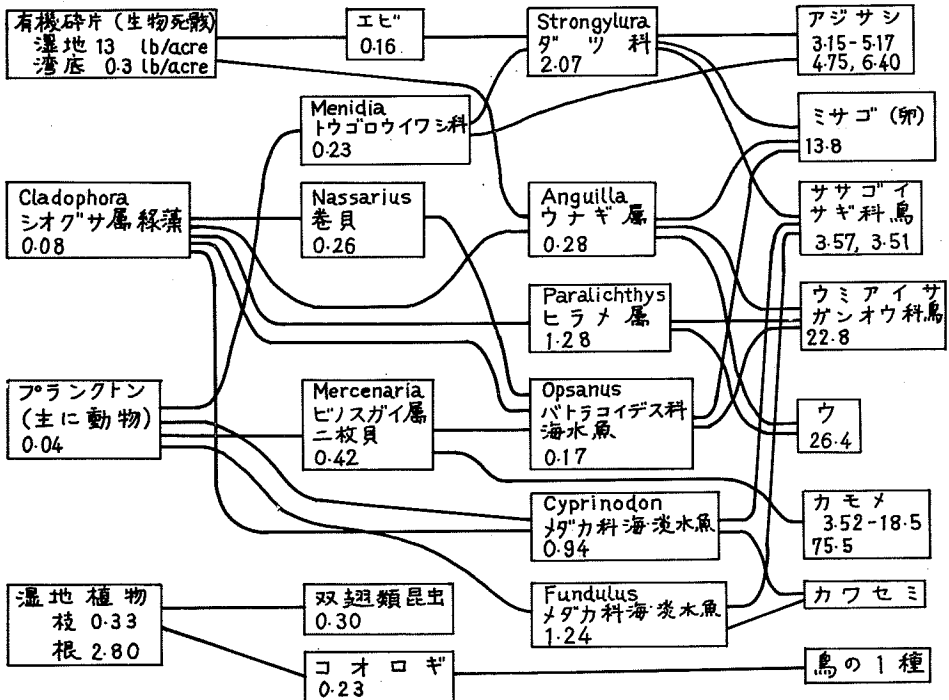 有機砕片(生物死骸)
湿地 13 lb/acre
湾底 0.3 lb/acre
エビ
0.16
Strongylura
ダツ科
2.07
アジサシ
3.15-5.17
4.75, 6.40
Menidia
トウゴロウイワシ科
0.23
ミサゴ(卵)
13.8
Cladophora
シオグサ属緑藻
0.08
Nassarius
巻貝
0.26
Anguilla
ウナギ属
0.28
ササゴイ
サギ科鳥
3.57, 3.51
Paralichthys
ヒラメ属
1.28
ウミアイサ
ガンオウ科鳥
22.8
プランクトン
(主に動物)
0.04
Mercenaria
ビノスガイ属
二枚貝
0.42
Opsanus
バトラコイデス科
海水魚
0.17
ウ
26.4
Cyprinodon
メダカ科海淡水魚
0.94
カモメ
3.52-18.5
75.5
湿地植物
枝 0.33
根 2.80
双翅類昆虫
0.30
Fundulus
メダカ科海淡水魚
1.24
カワセミ
コオロギ
0.23
鳥の1種